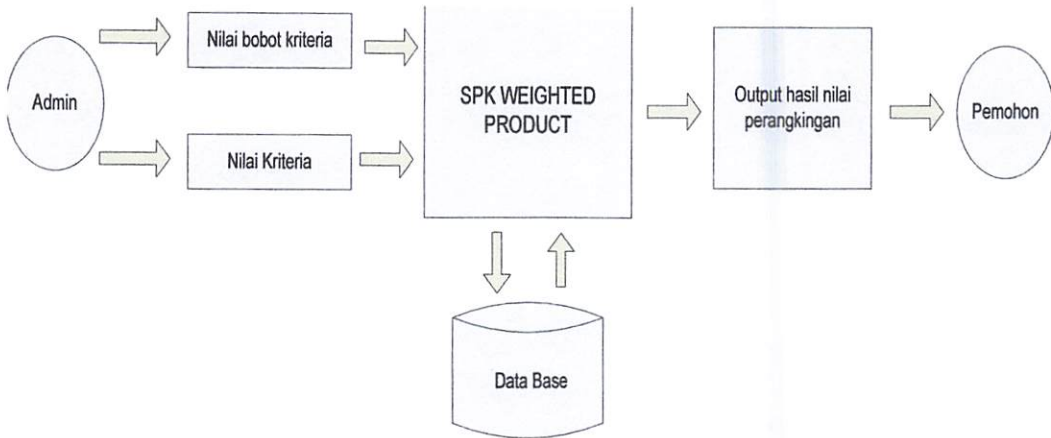 Admin
Nilai bobot kriteria
Nilai Kriteria
SPK WEIGHTED
PRODUCT
Output hasil nilai
perangkingan
Pemohon
Data Base